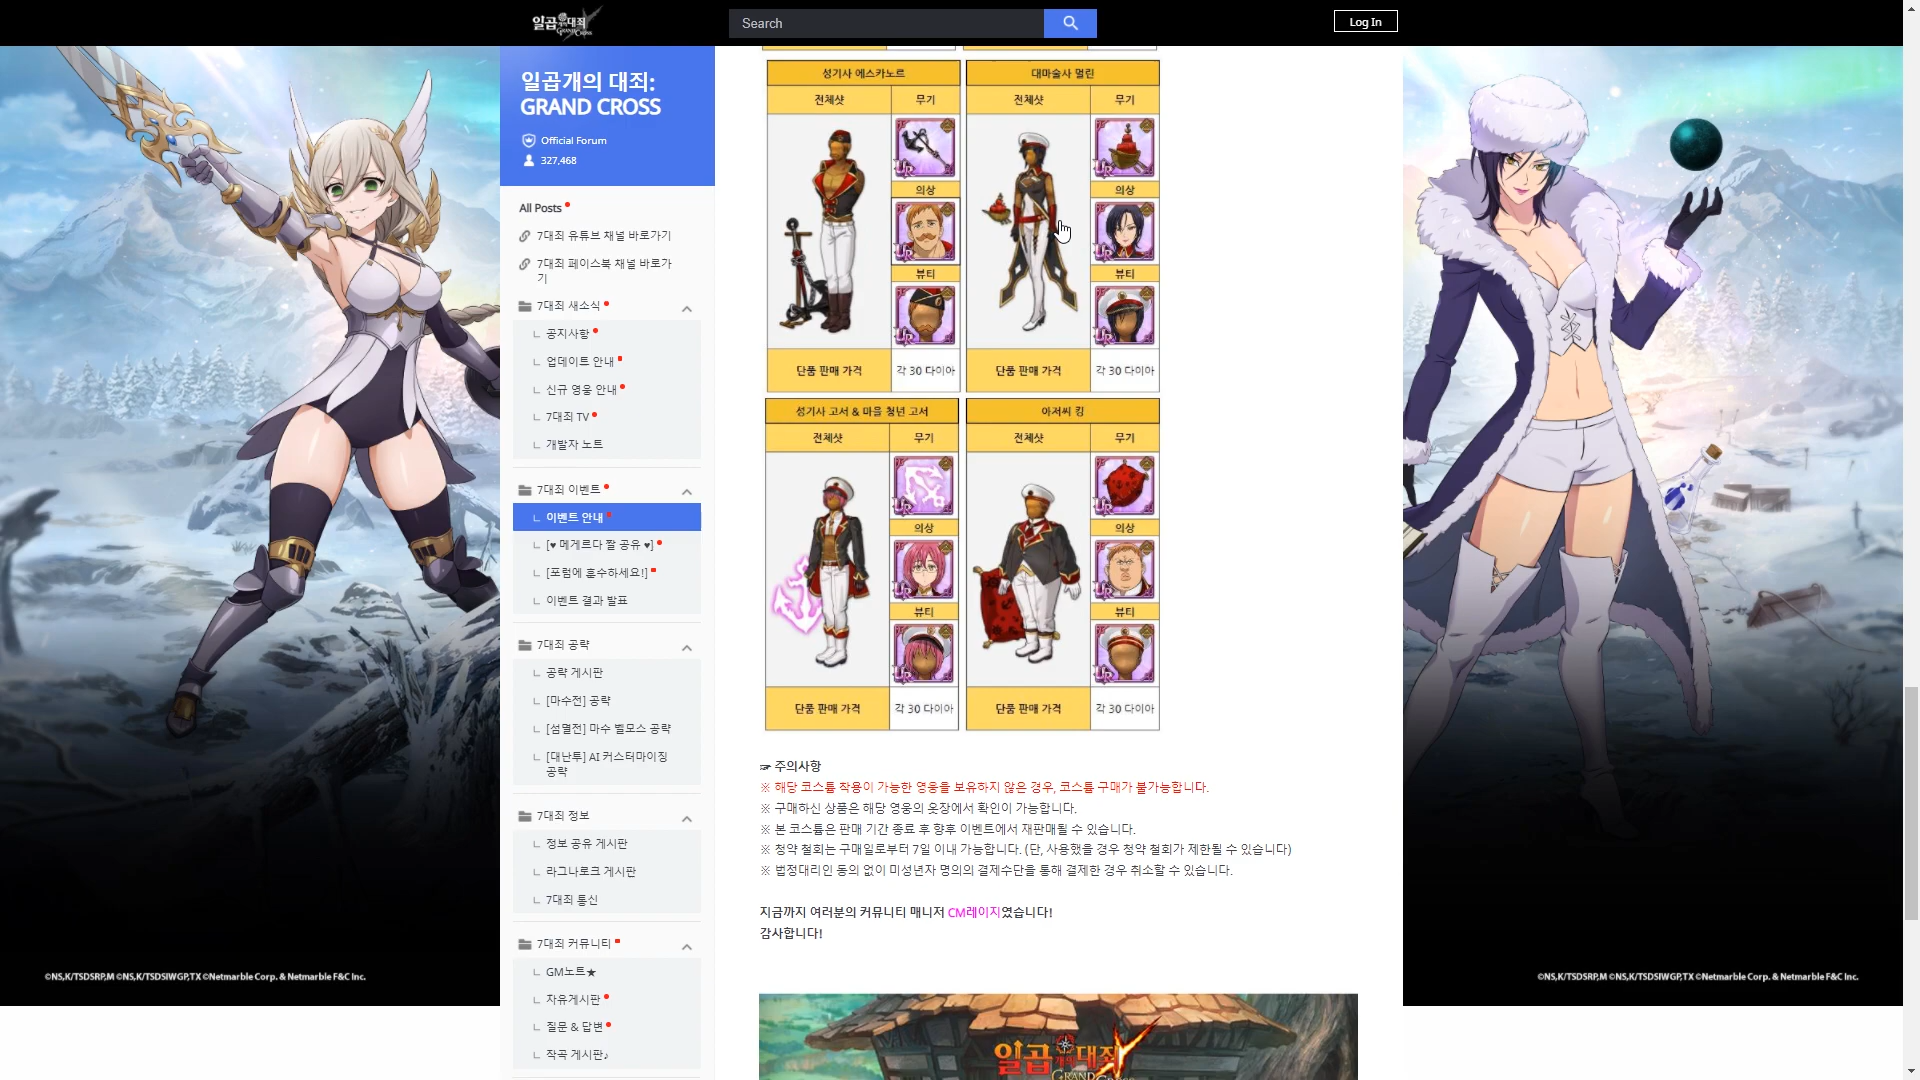 일곱개의대죄
GRAND CROSS
Search
Log In
일곱개의 대죄:
GRAND CROSS
Official Forum
327,468
All Posts
7대죄 유튜브 채널 바로가기
7대죄 페이스북 채널 바로가
기
7대죄 새소식
공지사항
업데이트 안내
신규 영웅 안내
7대죄 TV
개발자 노트
7대죄 이벤트
이벤트 안내
[♥ 메게르다 짤 공유 ♥]
[포럼에 훈수하세요!]
이벤트 결과 발표
7대죄 공략
공략 게시판
[마수전] 공략
[섬멸전] 마수 벨모스 공략
[대난투] AI 커스터마이징
공략
7대죄 정보
정보 공유 게시판
라그나로크 게시판
7대죄 통신
7대죄 커뮤니티
GM노트★
자유게시판
질문 & 답변
작곡 게시판♪
성기사 에스카노르
전체샷 무기
UR
의상
UR
뷰티
UR
단품 판매 가격 각 30 다이아
대마술사 멀린
전체샷 무기
UR
의상
UR
뷰티
UR
단품 판매 가격 각 30 다이아
성기사 고서 & 마을 청년 고서
전체샷 무기
UR
의상
UR
뷰티
UR
단품 판매 가격 각 30 다이아
아저씨 킹
전체샷 무기
UR
의상
UR
뷰티
UR
단품 판매 가격 각 30 다이아
☞ 주의사항
※ 해당 코스튬 착용이 가능한 영웅을 보유하지 않은 경우, 코스튬 구매가 불가능합니다.
※ 구매하신 상품은 해당 영웅의 옷장에서 확인이 가능합니다.
※ 본 코스튬은 판매 기간 종료 후 향후 이벤트에서 재판매될 수 있습니다.
※ 청약 철회는 구매일로부터 7일 이내 가능합니다. (단, 사용했을 경우 청약 철회가 제한될 수 있습니다)
※ 법정대리인 동의 없이 미성년자 명의의 결제수단을 통해 결제한 경우 취소할 수 있습니다.
지금까지 여러분의 커뮤니티 매니저 CM레이지였습니다!
감사합니다!
일곱개의대죄
GRAND CROSS
©NS,K/TSDSRP,M ©NS,K/TSDSIWGP,TX ©Netmarble Corp. & Netmarble F&C Inc.
©NS,K/TSDSRP,M ©NS,K/TSDSIWGP,TX ©Netmarble Corp. & Netmarble F&C Inc.